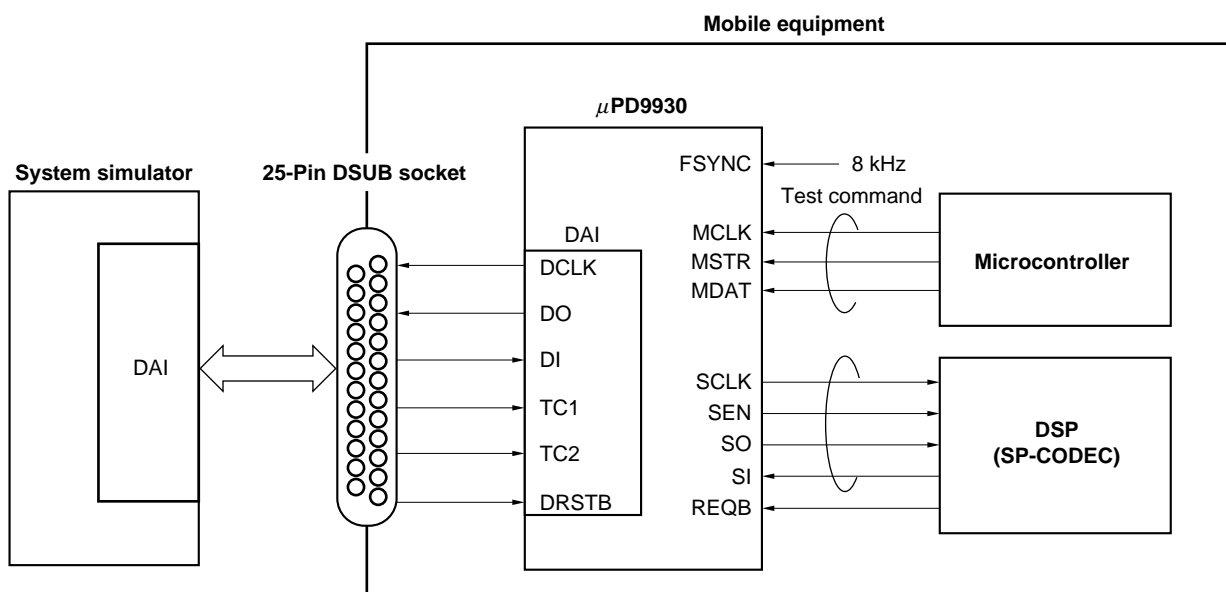 Mobile equipment
μPD9930
System simulator
25-Pin DSUB socket
FSYNC
8 kHz
Test command
DAI
MCLK
MSTR
MDAT
Microcontroller
DCLK
DO
DI
TC1
TC2
DRSTB
DAI
SCLK
SEN
SO
SI
REQB
DSP
(SP-CODEC)